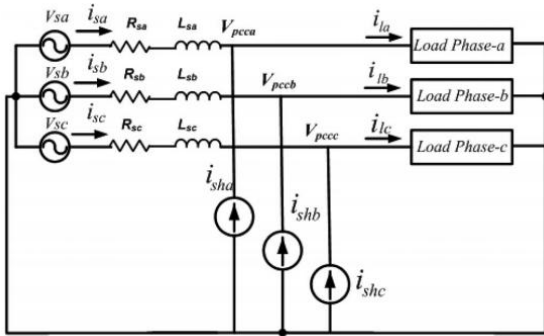 Vsa isa Rsa Lsa Vpcca ila Load Phase-a
Vsb isb Rsb Lsb Vpccb ilb Load Phase-b
Vsc isc Rsc Lsc Vpccc ilc Load Phase-c
isha
ishb
ishc